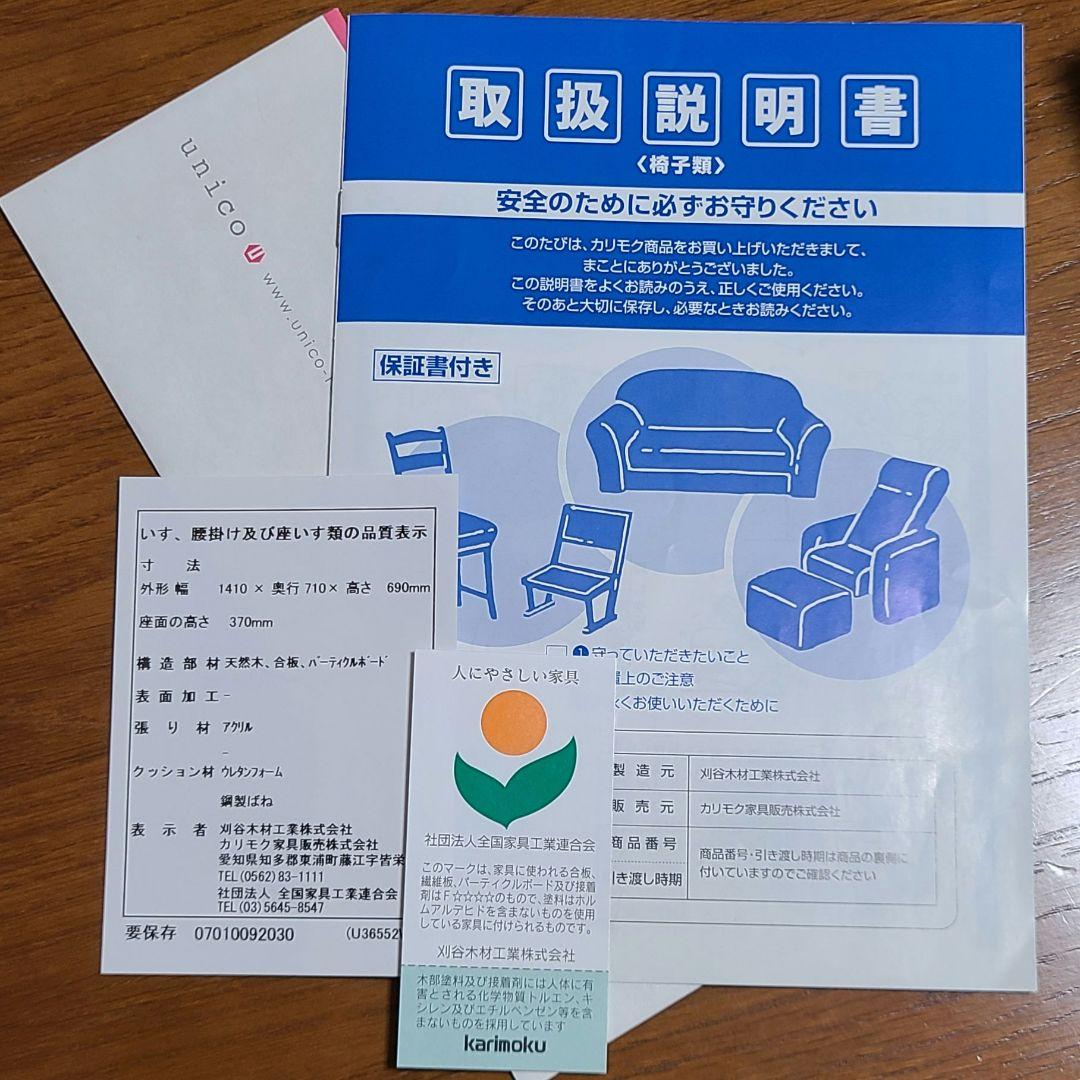 unico
www.unico-
取扱説明書
〈椅子類〉
安全のために必ずお守りください
このたびは、カリモク商品をお買い上げいただきまして、
まことにありがとうございました。
この説明書をよくお読みのうえ、正しくご使用ください。
そのあと大切に保存し、必要なときお読みください。
保証書付き
1 守っていただきたいこと
置上のご注意
永くお使いいただくために
製造元 刈谷木材工業株式会社
販売元 カリモク家具販売株式会社
商品番号
引き渡し時期
商品番号・引き渡し時期は商品の裏側に
付いていますのでご確認ください
いす、腰掛け及び座いす類の品質表示
寸 法
外形 幅 1410 × 奥行 710× 高さ 690mm
座面の高さ 370mm
構造部材 天然木、合板、パーティクルボード
表面加工 -
張り材 アクリル
-
クッション材 ウレタンフォーム
鋼製ばね
表示者 刈谷木材工業株式会社
カリモク家具販売株式会社
愛知県知多郡東浦町藤江字皆栄
TEL(0562)83-1111
社団法人 全国家具工業連合会
TEL(03)5645-8547
要保存 07010092030 (U36552
人にやさしい家具
社団法人全国家具工業連合会
このマークは、家具に使われる合板、
繊維板、パーティクルボード及び接着
剤はF☆☆☆☆のもので、塗料はホル
ムアルデヒドを含まないものを使用
している家具に付けられるものです。
刈谷木材工業株式会社
木部塗料及び接着剤には人体に有
害とされる化学物質トルエン、キ
シレン及びエチルベンゼン等を含
まないものを採用しています
karimoku